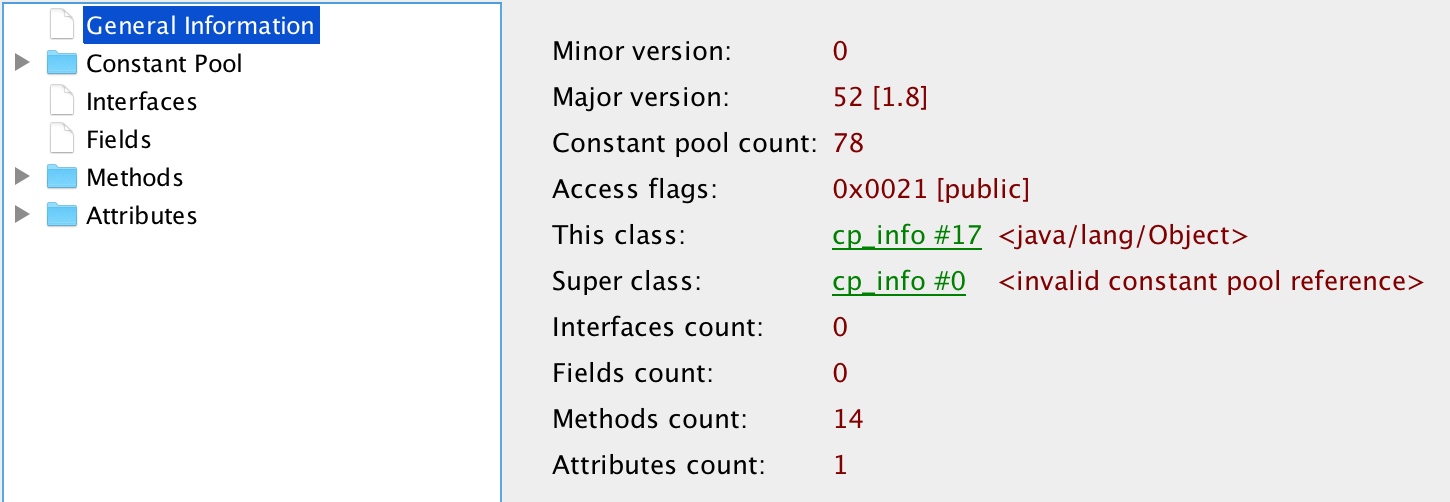 General Information
Constant Pool
Interfaces
Fields
Methods
Attributes
Minor version: 0
Major version: 52 [1.8]
Constant pool count: 78
Access flags: 0x0021 [public]
This class: cp_info #17 <java/lang/Object>
Super class: cp_info #0 <invalid constant pool reference>
Interfaces count: 0
Fields count: 0
Methods count: 14
Attributes count: 1